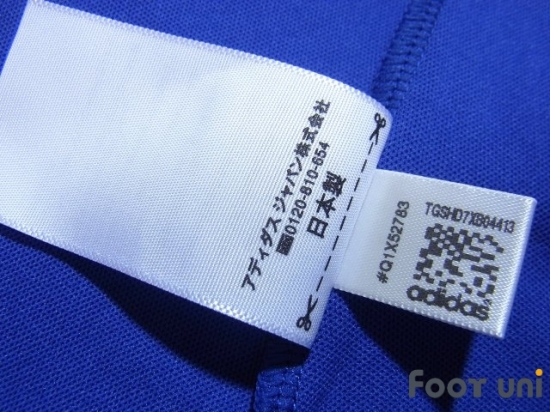 アディダス ジャパン株式会社
0120-810-654
日本製
#Q1X52783
TGSHD7XB04413
adidas
FOOT uni